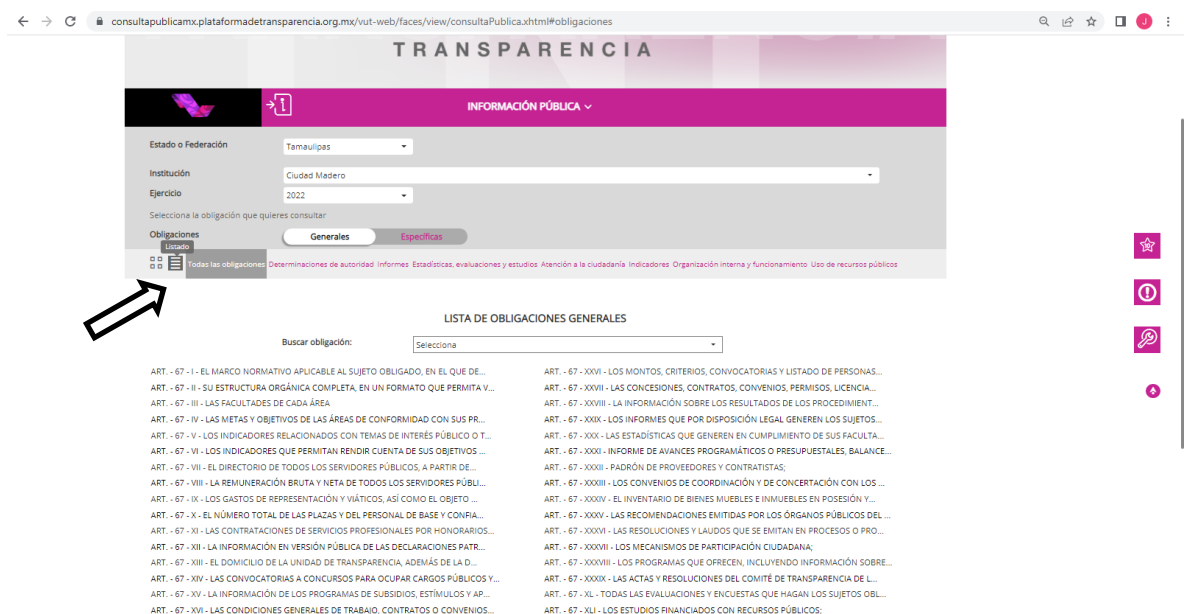 consultapublicamx.plataformadetransparencia.org.mx/vut-web/faces/view/consultaPublica.xhtml#obligaciones
J
TRANSPARENCIA
INFORMACIÓN PÚBLICA
Estado o Federación
Tamaulipas
Institución
Ciudad Madero
Ejercicio
2022
Selecciona la obligación que quieres consultar
Obligaciones
Generales
Específicas
Listado
Todas las obligaciones Determinaciones de autoridad Informes Estadísticas, evaluaciones y estudios Atención a la ciudadanía Indicadores Organización interna y funcionamiento Uso de recursos públicos
LISTA DE OBLIGACIONES GENERALES
Buscar obligación:
Selecciona
ART. - 67 - I - EL MARCO NORMATIVO APLICABLE AL SUJETO OBLIGADO, EN EL QUE DE...
ART. - 67 - II - SU ESTRUCTURA ORGÁNICA COMPLETA, EN UN FORMATO QUE PERMITA V...
ART. - 67 - III - LAS FACULTADES DE CADA ÁREA
ART. - 67 - IV - LAS METAS Y OBJETIVOS DE LAS ÁREAS DE CONFORMIDAD CON SUS PR...
ART. - 67 - V - LOS INDICADORES RELACIONADOS CON TEMAS DE INTERÉS PÚBLICO O T...
ART. - 67 - VI - LOS INDICADORES QUE PERMITAN RENDIR CUENTA DE SUS OBJETIVOS ...
ART. - 67 - VII - EL DIRECTORIO DE TODOS LOS SERVIDORES PÚBLICOS, A PARTIR DE...
ART. - 67 - VIII - LA REMUNERACIÓN BRUTA Y NETA DE TODOS LOS SERVIDORES PÚBLI...
ART. - 67 - IX - LOS GASTOS DE REPRESENTACIÓN Y VIÁTICOS, ASÍ COMO EL OBJETO ...
ART. - 67 - X - EL NÚMERO TOTAL DE LAS PLAZAS Y DEL PERSONAL DE BASE Y CONFIA...
ART. - 67 - XI - LAS CONTRATACIONES DE SERVICIOS PROFESIONALES POR HONORARIOS...
ART. - 67 - XII - LA INFORMACIÓN EN VERSIÓN PÚBLICA DE LAS DECLARACIONES PATR...
ART. - 67 - XIII - EL DOMICILIO DE LA UNIDAD DE TRANSPARENCIA, ADEMÁS DE LA D...
ART. - 67 - XIV - LAS CONVOCATORIAS A CONCURSOS PARA OCUPAR CARGOS PÚBLICOS Y...
ART. - 67 - XV - LA INFORMACIÓN DE LOS PROGRAMAS DE SUBSIDIOS, ESTÍMULOS Y AP...
ART. - 67 - XVI - LAS CONDICIONES GENERALES DE TRABAJO, CONTRATOS O CONVENIOS...
ART. - 67 - XXVI - LOS MONTOS, CRITERIOS, CONVOCATORIAS Y LISTADO DE PERSONAS...
ART. - 67 - XXVII - LAS CONCESIONES, CONTRATOS, CONVENIOS, PERMISOS, LICENCIA...
ART. - 67 - XXVIII - LA INFORMACIÓN SOBRE LOS RESULTADOS DE LOS PROCEDIMIENT...
ART. - 67 - XXIX - LOS INFORMES QUE POR DISPOSICIÓN LEGAL GENEREN LOS SUJETOS...
ART. - 67 - XXX - LAS ESTADÍSTICAS QUE GENEREN EN CUMPLIMIENTO DE SUS FACULTA...
ART. - 67 - XXXI - INFORME DE AVANCES PROGRAMÁTICOS O PRESUPUESTALES, BALANCE...
ART. - 67 - XXXII - PADRÓN DE PROVEEDORES Y CONTRATISTAS;
ART. - 67 - XXXIII - LOS CONVENIOS DE COORDINACIÓN Y DE CONCERTACIÓN CON LOS ...
ART. - 67 - XXXIV - EL INVENTARIO DE BIENES MUEBLES E INMUEBLES EN POSESIÓN Y...
ART. - 67 - XXXV - LAS RECOMENDACIONES EMITIDAS POR LOS ÓRGANOS PÚBLICOS DEL ...
ART. - 67 - XXXVI - LAS RESOLUCIONES Y LAUDOS QUE SE EMITAN EN PROCESOS O PRO...
ART. - 67 - XXXVII - LOS MECANISMOS DE PARTICIPACIÓN CIUDADANA;
ART. - 67 - XXXVIII - LOS PROGRAMAS QUE OFRECEN, INCLUYENDO INFORMACIÓN SOBRE...
ART. - 67 - XXXIX - LAS ACTAS Y RESOLUCIONES DEL COMITÉ DE TRANSPARENCIA DE L...
ART. - 67 - XL - TODAS LAS EVALUACIONES Y ENCUESTAS QUE HAGAN LOS SUJETOS OBL...
ART. - 67 - XLI - LOS ESTUDIOS FINANCIADOS CON RECURSOS PÚBLICOS;